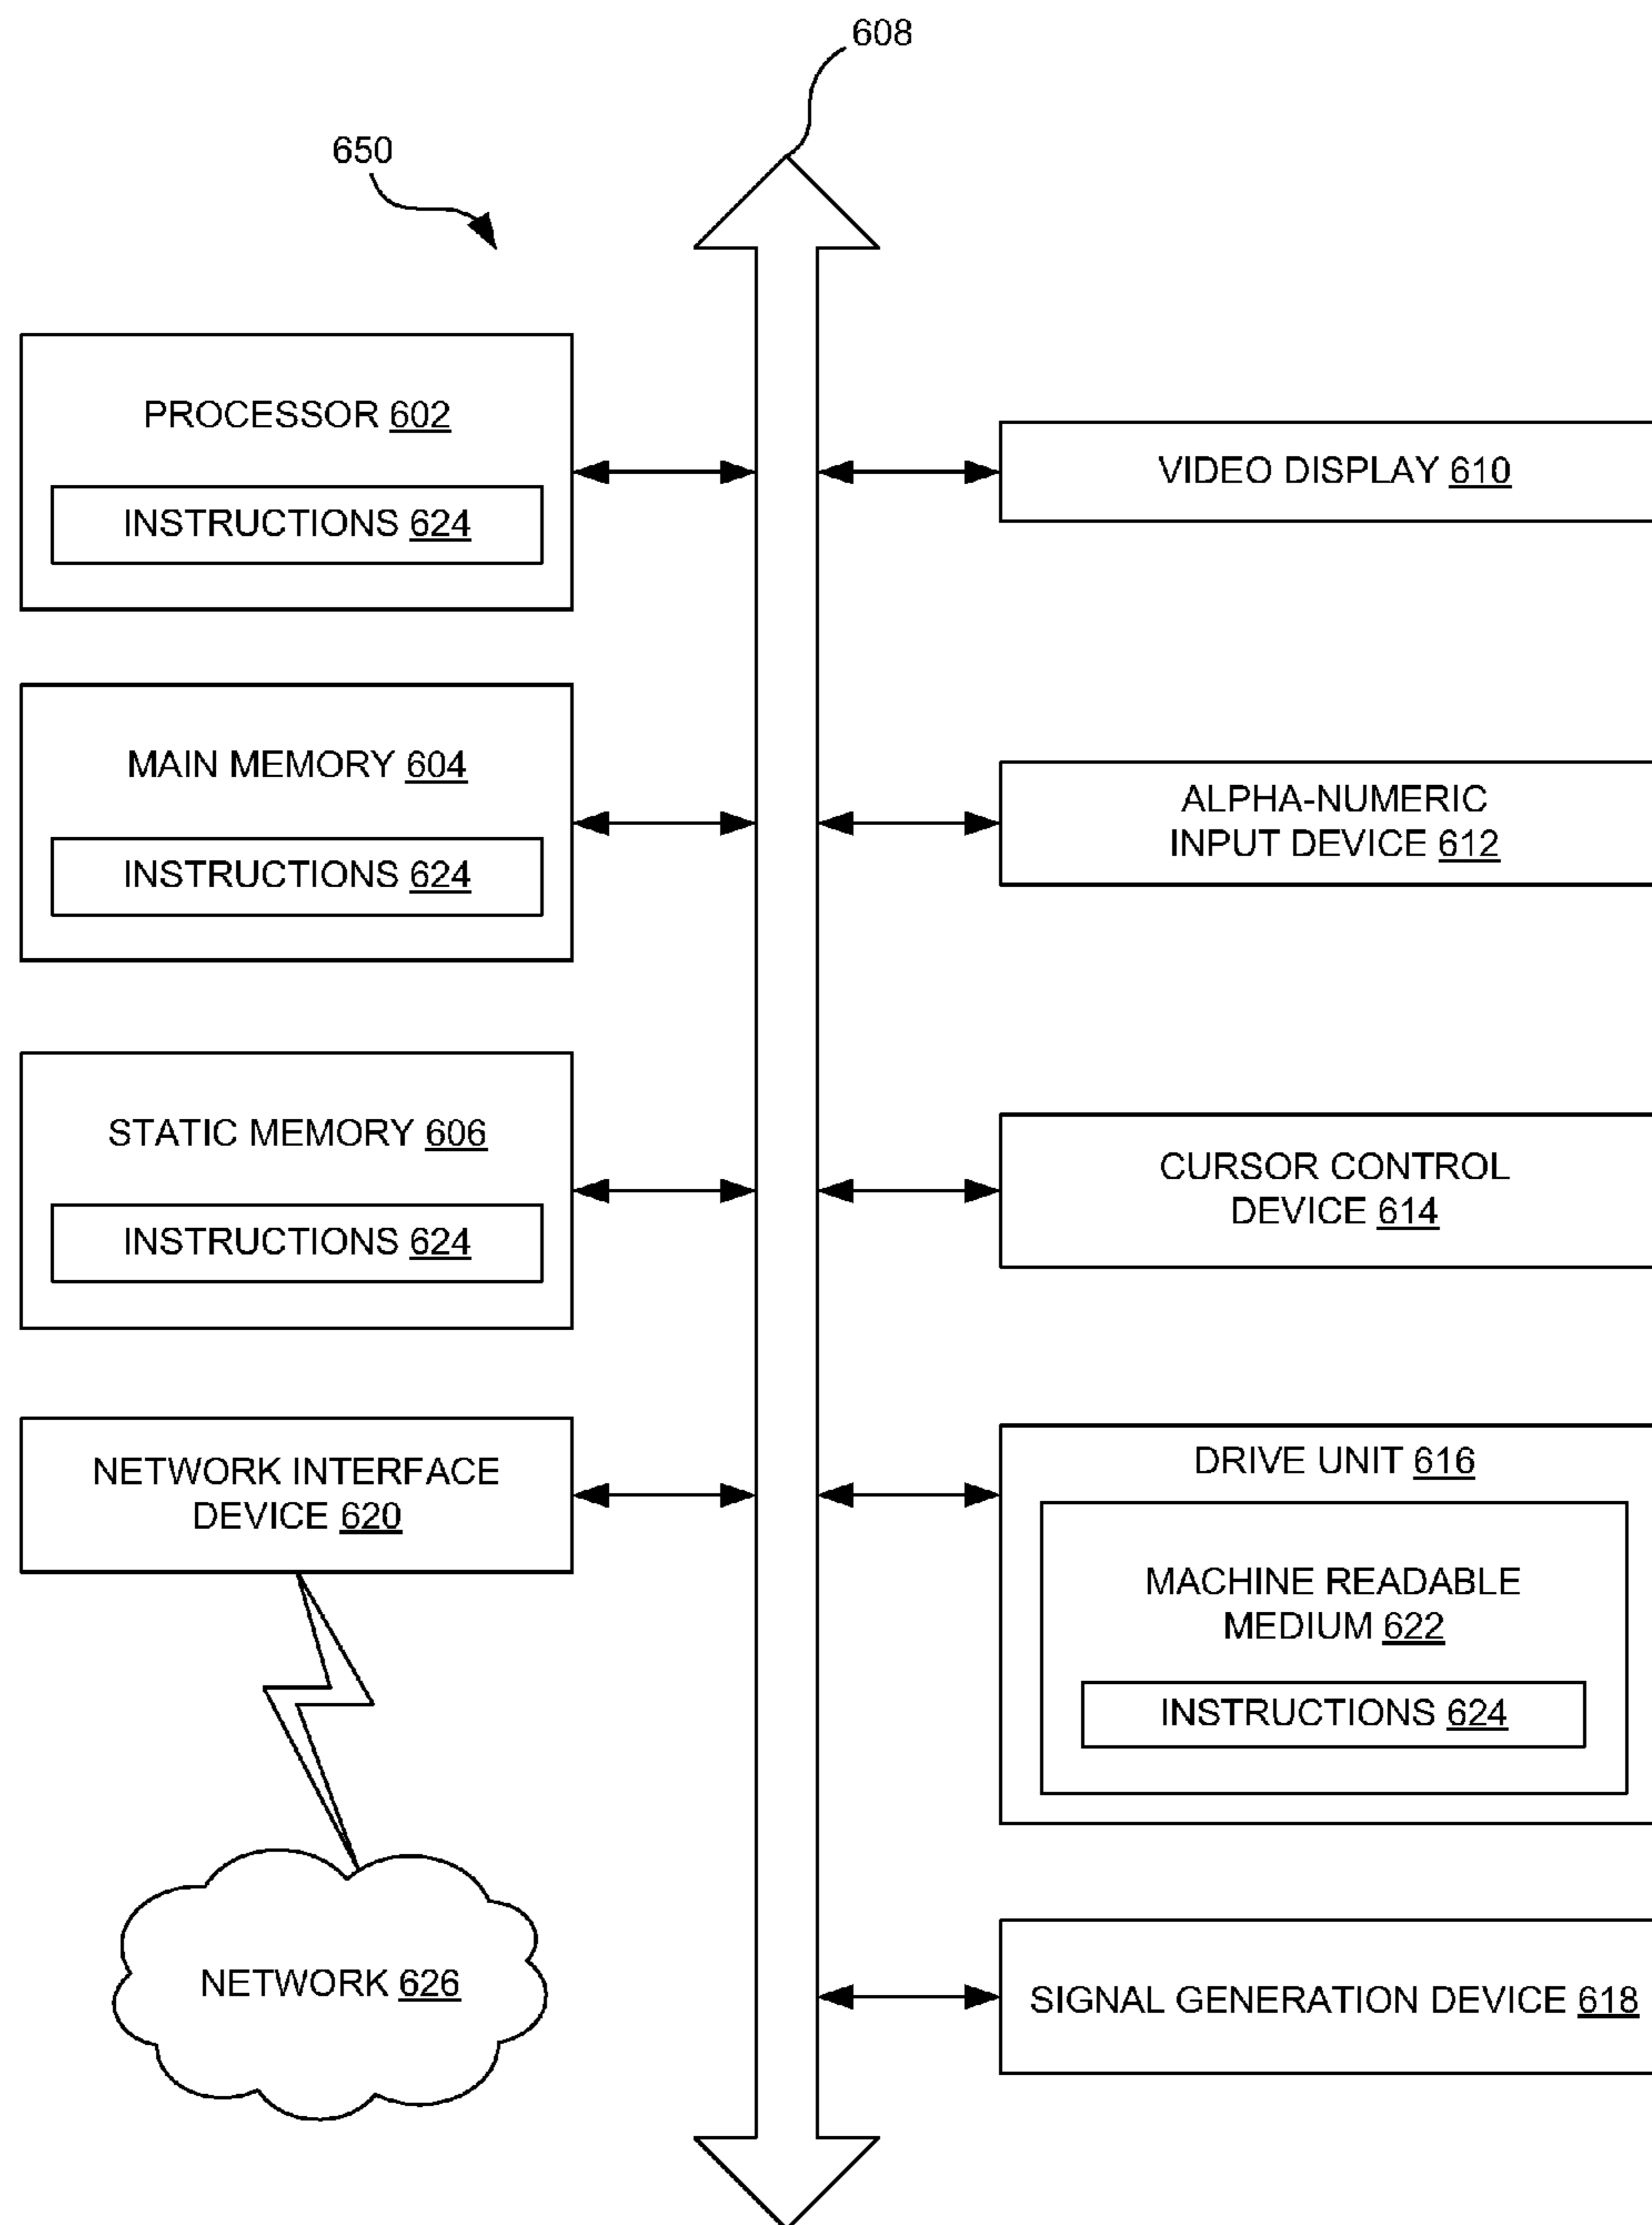 608
650
PROCESSOR 602
INSTRUCTIONS 624
MAIN MEMORY 604
INSTRUCTIONS 624
STATIC MEMORY 606
INSTRUCTIONS 624
NETWORK INTERFACE
DEVICE 620
NETWORK 626
VIDEO DISPLAY 610
ALPHA-NUMERIC
INPUT DEVICE 612
CURSOR CONTROL
DEVICE 614
DRIVE UNIT 616
MACHINE READABLE
MEDIUM 622
INSTRUCTIONS 624
SIGNAL GENERATION DEVICE 618